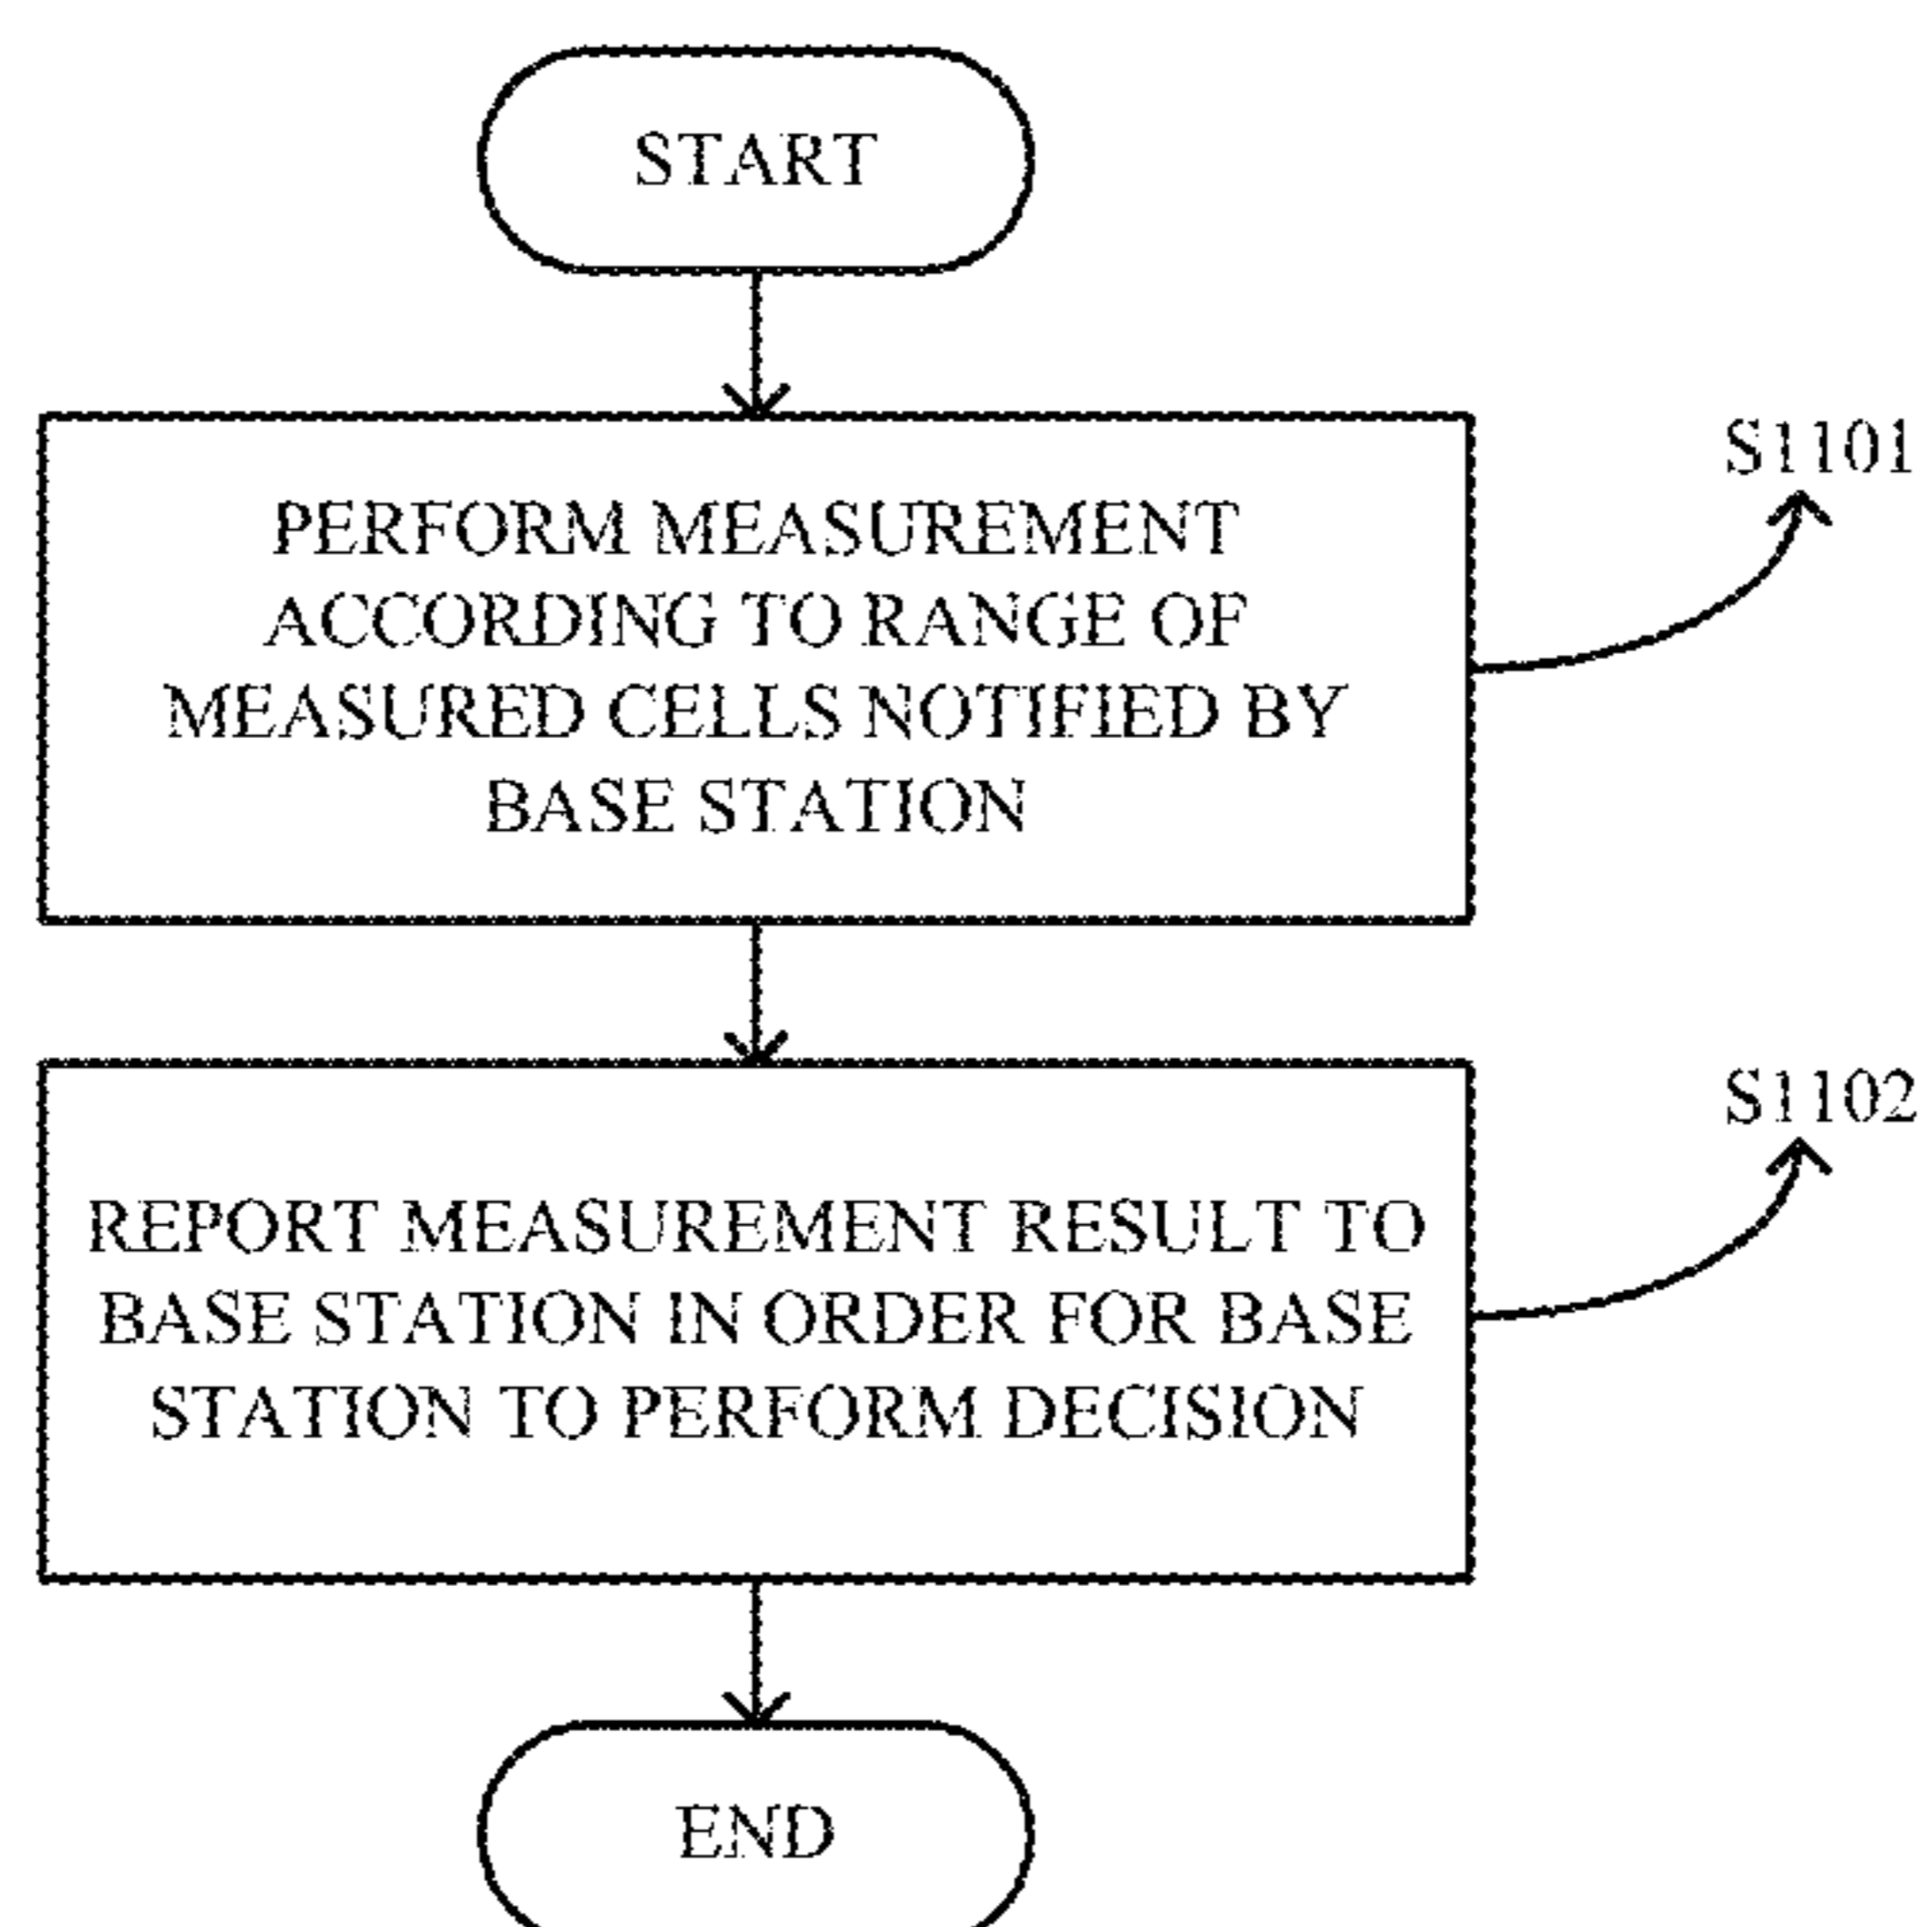 START
S1101
PERFORM MEASUREMENT
ACCORDING TO RANGE OF
MEASURED CELLS NOTIFIED BY
BASE STATION
S1102
REPORT MEASUREMENT RESULT TO
BASE STATION IN ORDER FOR BASE
STATION TO PERFORM DECISION
END